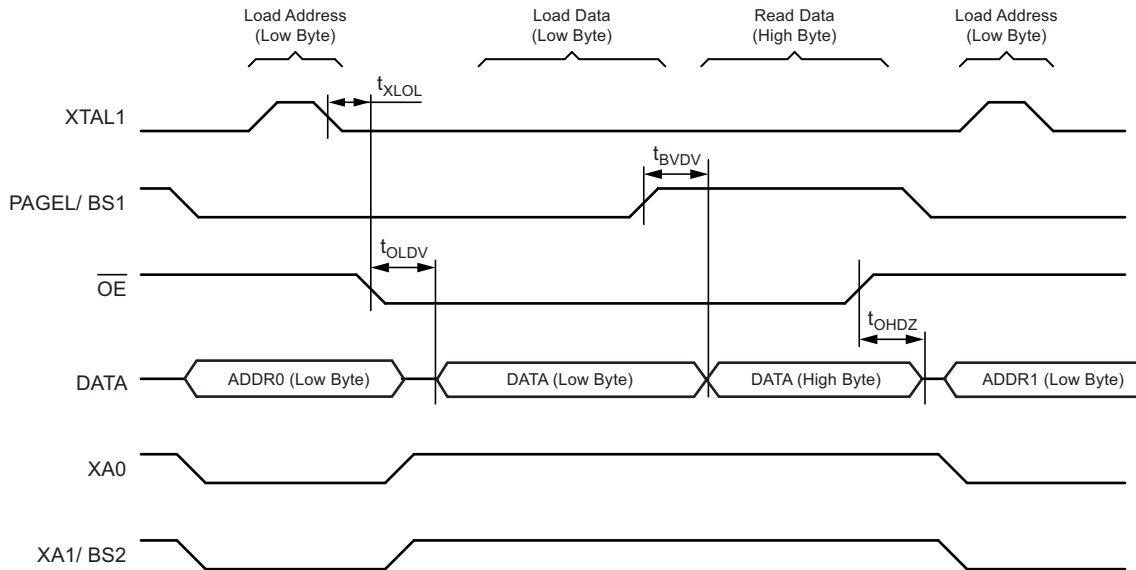 Load Address
(Low Byte)
Load Data
(Low Byte)
Read Data
(High Byte)
Load Address
(Low Byte)
tXLOL
XTAL1
tBVDV
PAGEL/ BS1
tOLDV
OE
tOHDZ
DATA
ADDR0 (Low Byte)
DATA (Low Byte)
DATA (High Byte)
ADDR1 (Low Byte)
XA0
XA1/ BS2